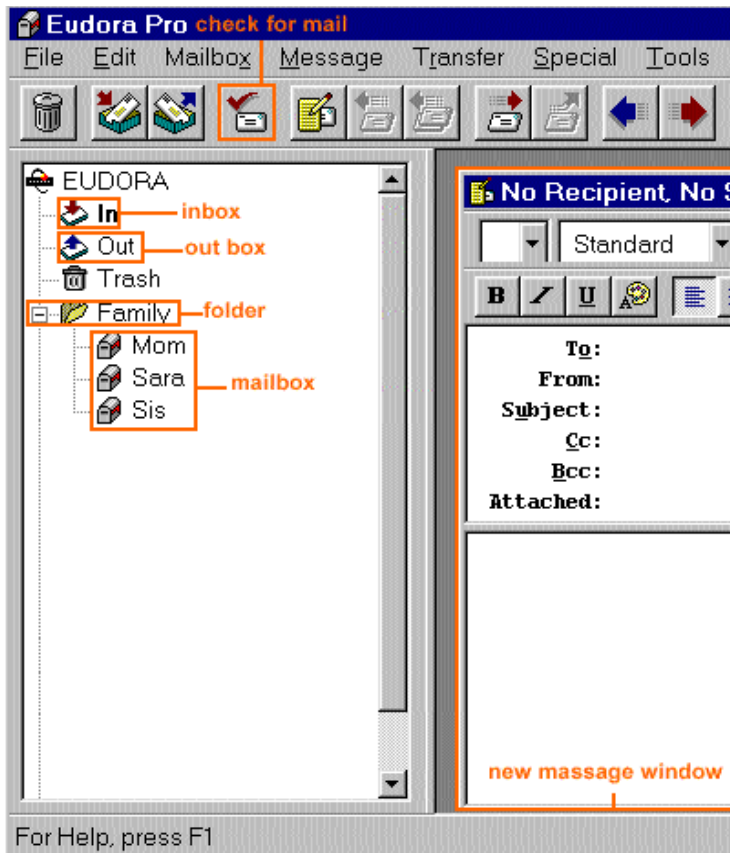 Eudora Pro check for mail
File Edit Mailbox Message Transfer Special Tools
EUDORA
In inbox
Out out box
Trash
Family folder
Mom
Sara mailbox
Sis
No Recipient, No S
Standard
B I U A
To:
From:
Subject:
Cc:
Bcc:
Attached:
new massage window
For Help, press F1